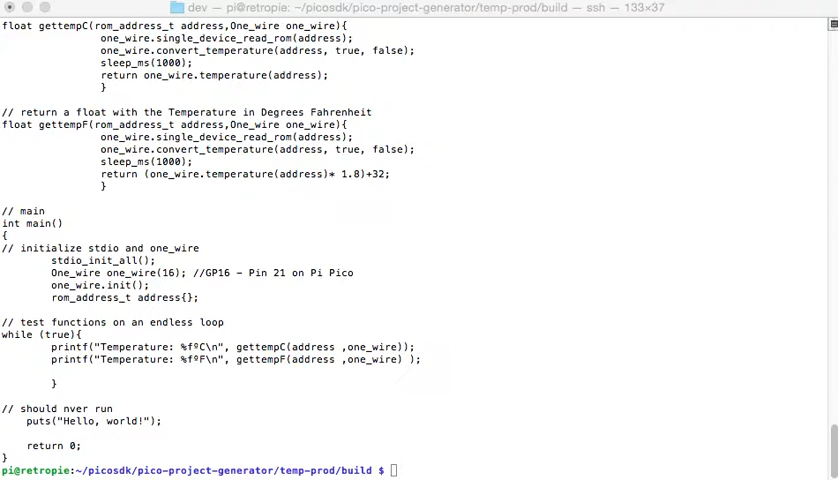 dev — pi@retropie: ~/picosdk/pico-project-generator/temp-prod/build — ssh — 133×37
float gettempC(rom_address_t address,One_wire one_wire){
one_wire.single_device_read_rom(address);
one_wire.convert_temperature(address, true, false);
sleep_ms(1000);
return one_wire.temperature(address);
}
// return a float with the Temperature in Degrees Fahrenheit
float gettempF(rom_address_t address,One_wire one_wire){
one_wire.single_device_read_rom(address);
one_wire.convert_temperature(address, true, false);
sleep_ms(1000);
return (one_wire.temperature(address)* 1.8)+32;
}
// main
int main()
{
// initialize stdio and one_wire
stdio_init_all();
One_wire one_wire(16); //GP16 - Pin 21 on Pi Pico
one_wire.init();
rom_address_t address{};
// test functions on an endless loop
while (true){
printf("Temperature: %fºC\n", gettempC(address ,one_wire));
printf("Temperature: %fºF\n", gettempF(address ,one_wire) );
}
// should nver run
puts("Hello, world!");
return 0;
}
pi@retropie:~/picosdk/pico-project-generator/temp-prod/build $